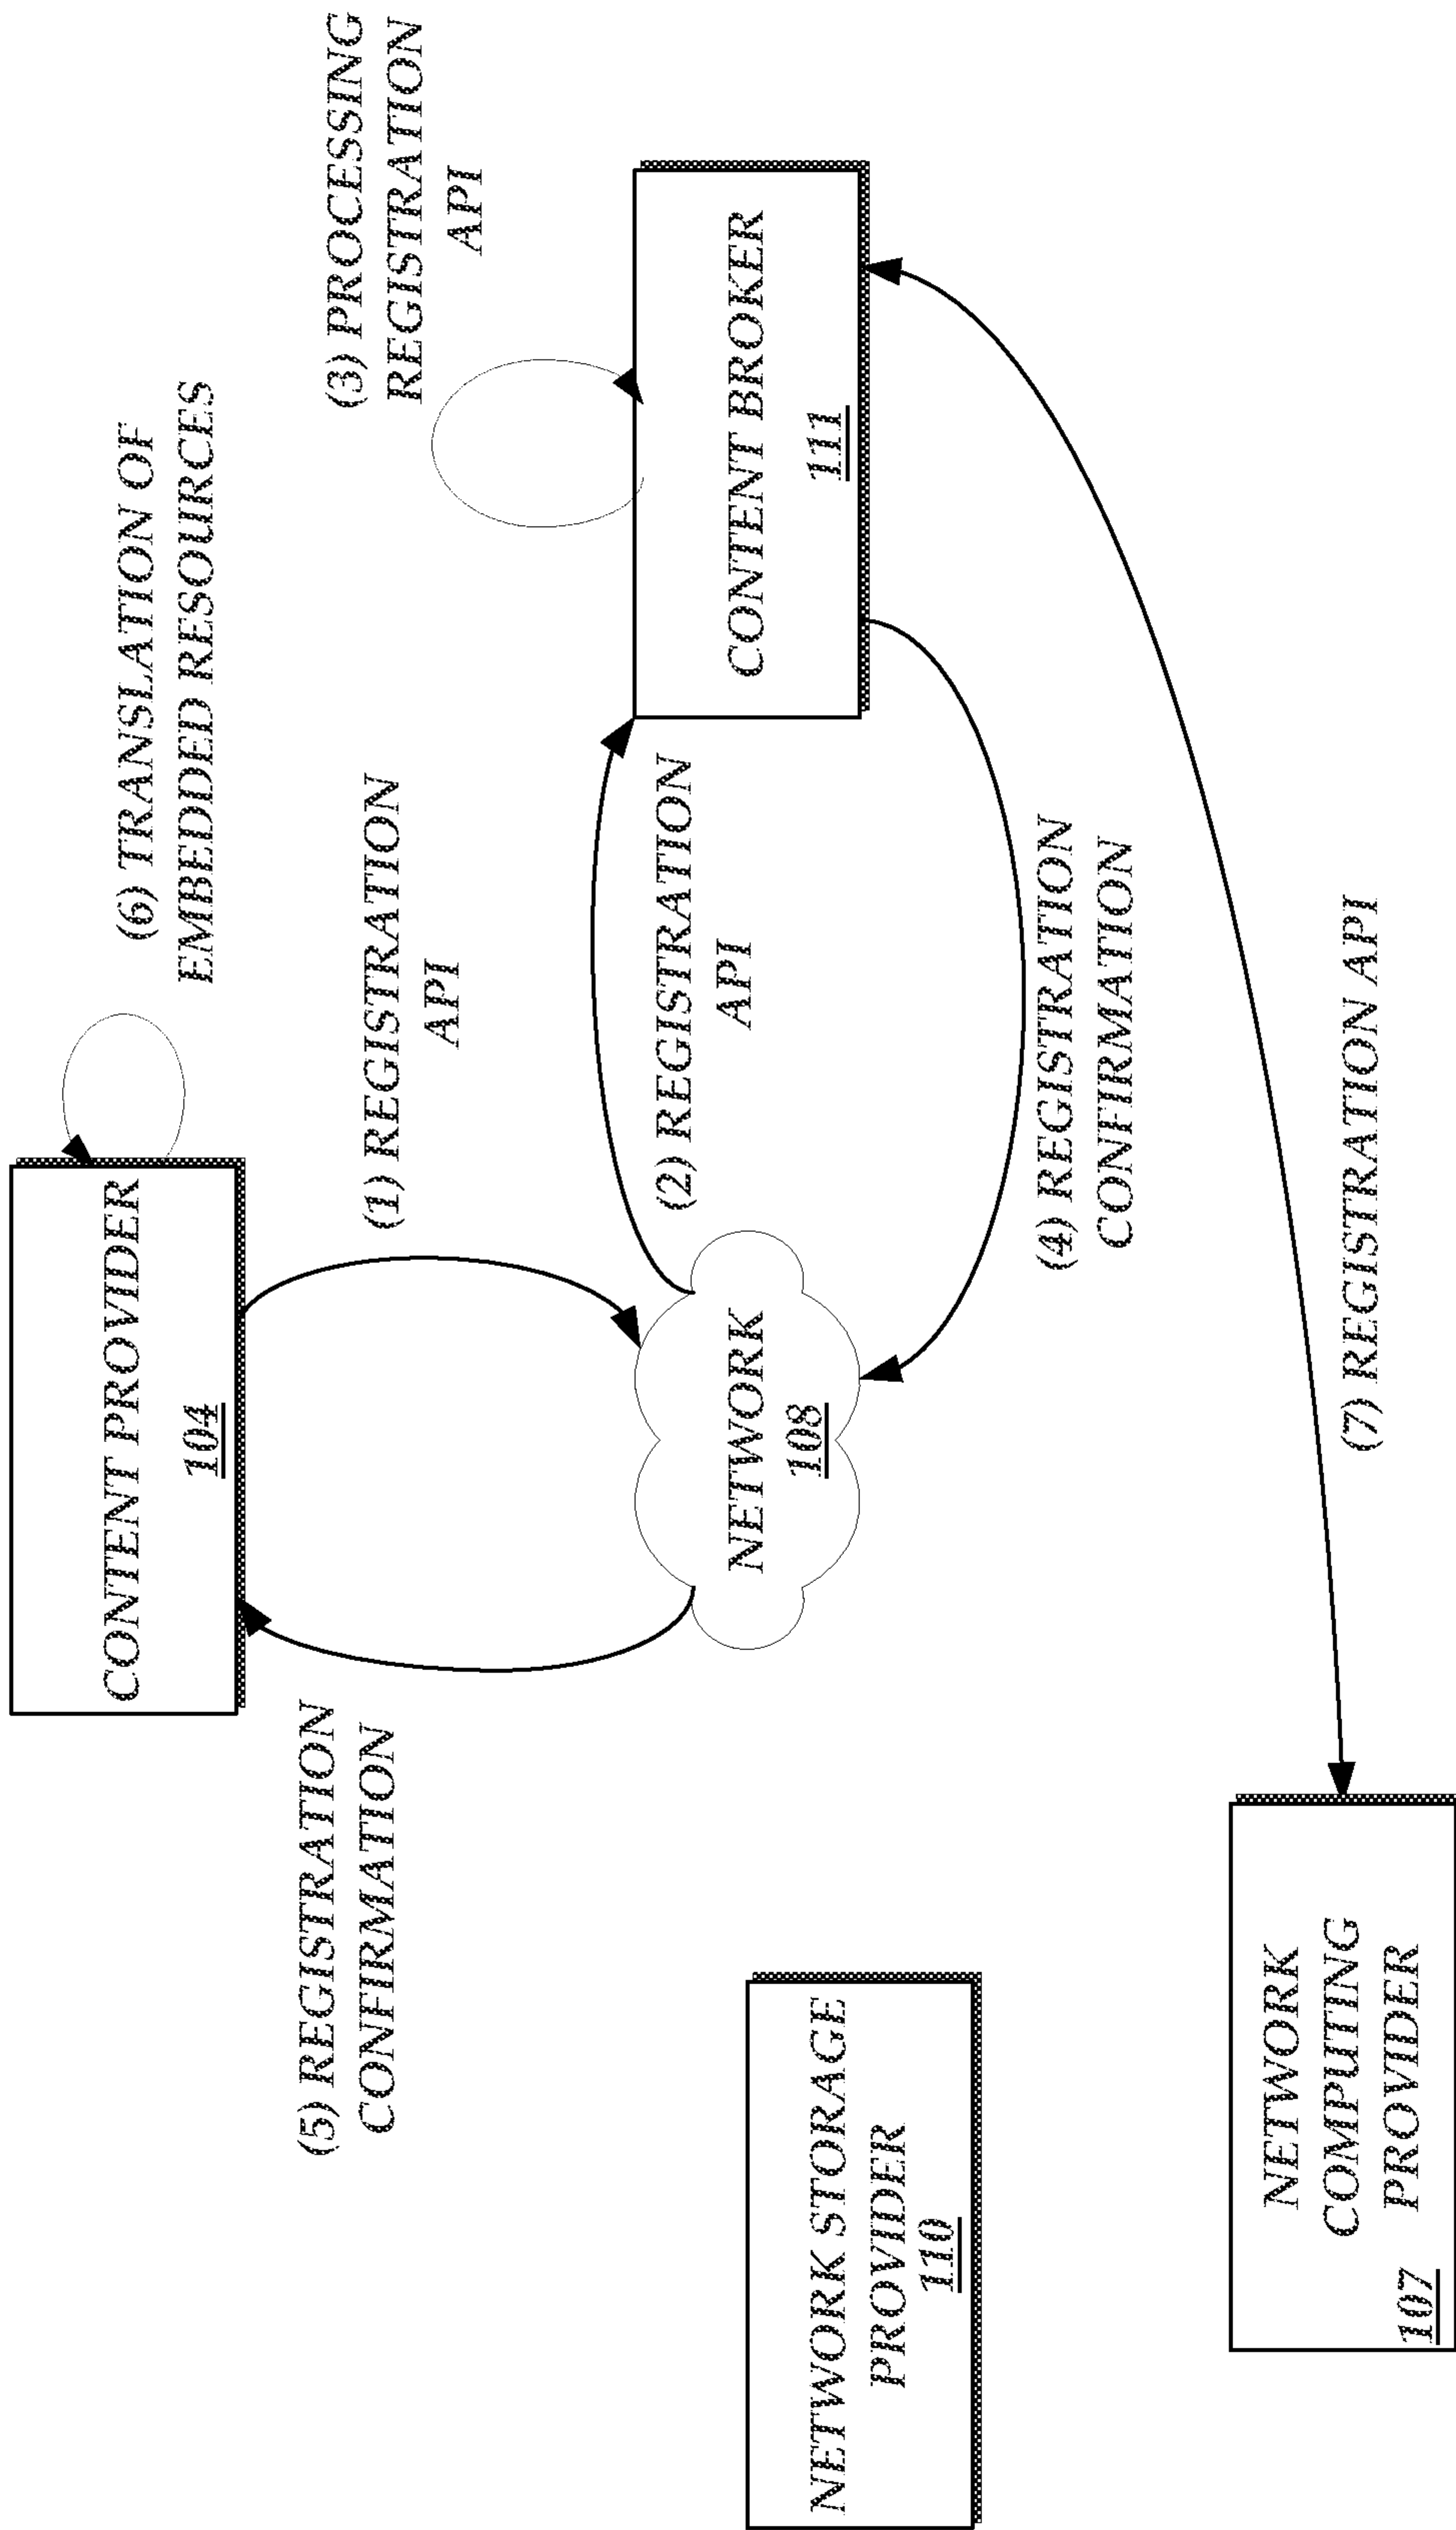 (6) TRANSLATION OF
EMBEDDED RESOURCES
CONTENT PROVIDER
104
(5) REGISTRATION
CONFIRMATION
(1) REGISTRATION
API
(3) PROCESSING
REGISTRATION
API
NETWORK
108
(2) REGISTRATION
API
CONTENT BROKER
111
NETWORK STORAGE
PROVIDER
110
(4) REGISTRATION
CONFIRMATION
NETWORK
COMPUTING
PROVIDER
107
(7) REGISTRATION API